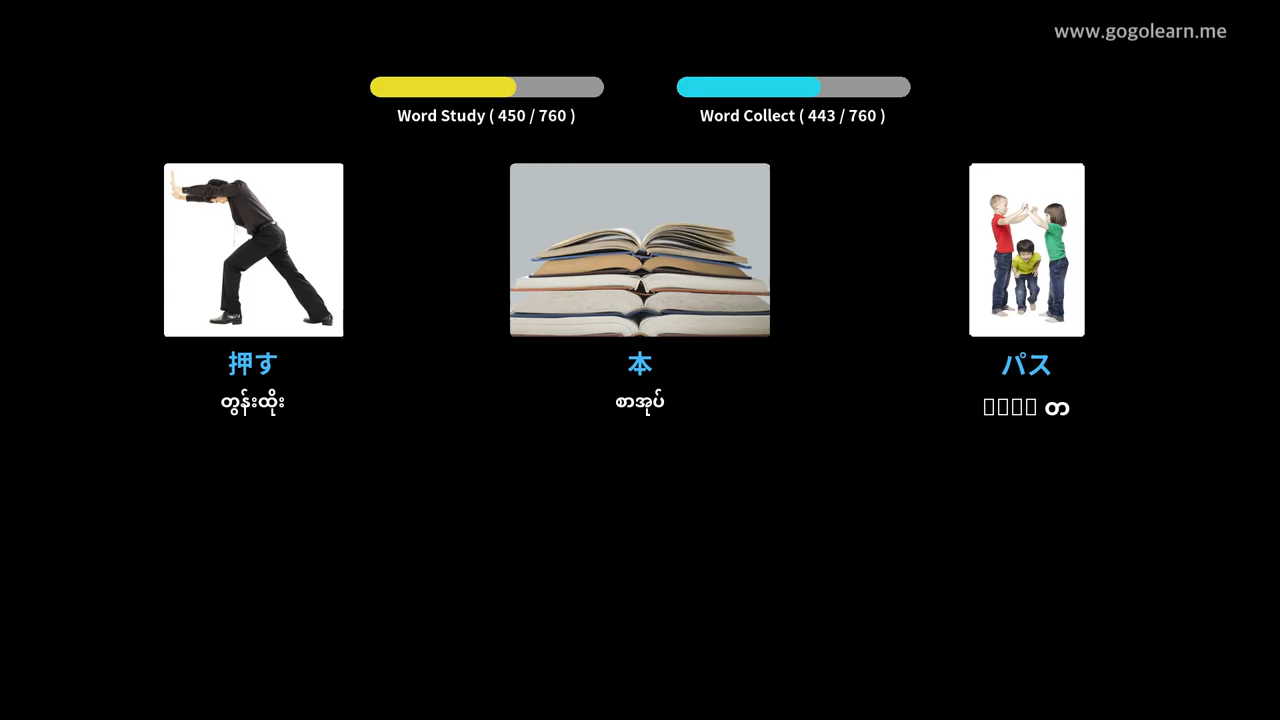 www.gogolearn.me
Word Study ( 450 / 760 )
Word Collect ( 443 / 760 )
押す
本
パス
တွန်းထိုး
စာအုပ်
တ